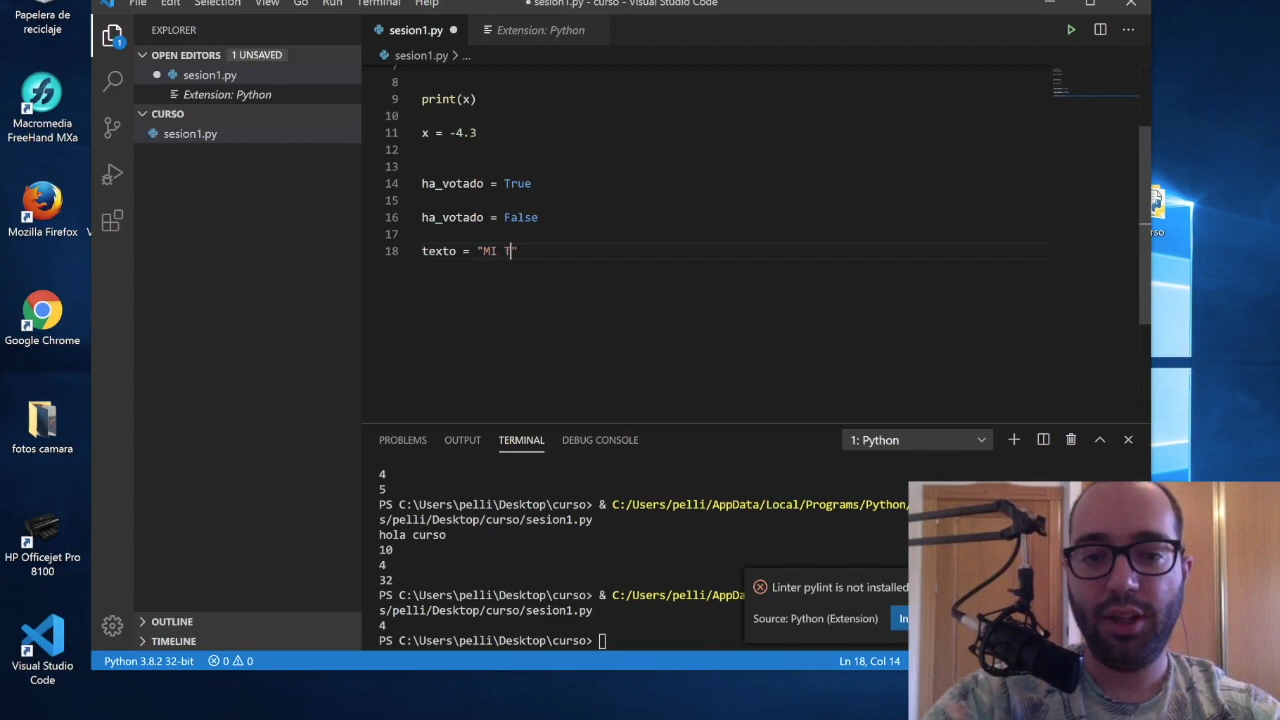 Papelera de
reciclaje
Macromedia
FreeHand MXa
Mozilla Firefox
Google Chrome
fotos camara
HP Officejet Pro
8100
Visual Studio
Code
File Edit Selection View Go Run Terminal Help
sesion1.py - curso - Visual Studio Code
EXPLORER
OPEN EDITORS 1 UNSAVED
sesion1.py
Extension: Python
CURSO
sesion1.py
OUTLINE
TIMELINE
1
sesion1.py
Extension: Python
sesion1.py > ...
8
9 print(x)
10
11 x = -4.3
12
13
14 ha_votado = True
15
16 ha_votado = False
17
18 texto = "MI T"
PROBLEMS OUTPUT TERMINAL DEBUG CONSOLE 1: Python
4
5
PS C:\Users\pelli\Desktop\curso> & C:/Users/pelli/AppData/Local/Programs/Python/
s/pelli/Desktop/curso/sesion1.py
hola curso
10
4
32
PS C:\Users\pelli\Desktop\curso> & C:/Users/pelli/AppD
s/pelli/Desktop/curso/sesion1.py
4
PS C:\Users\pelli\Desktop\curso>
Linter pylint is not installed
Source: Python (Extension)
In
Python 3.8.2 32-bit 0 0 Ln 18, Col 14